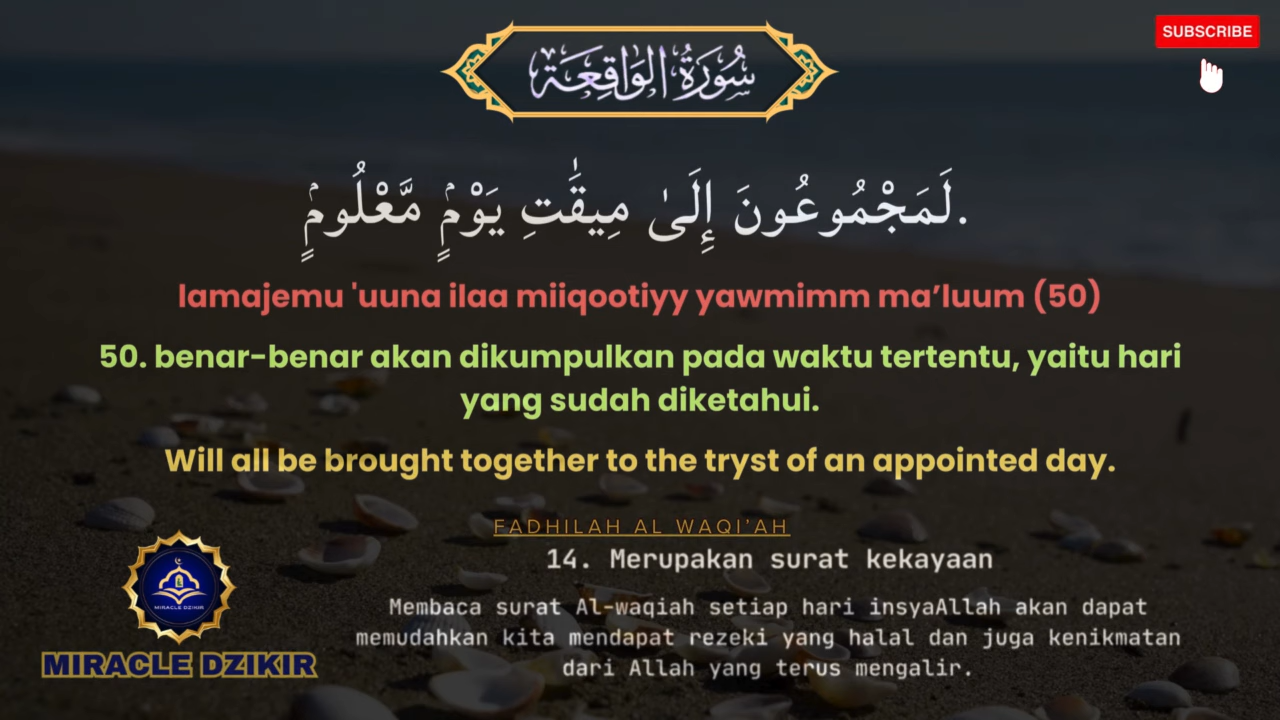 SUBSCRIBE
سُورَةُ الوَاقِعَة
لَمَجْمُوعُونَ إِلَىٰ مِيقَٰتِ يَوْمٍۢ مَّعْلُومٍۢ.
lamajemu 'uuna ilaa miiqootiyy yawmimm ma’luum (50)
50. benar-benar akan dikumpulkan pada waktu tertentu, yaitu hari
yang sudah diketahui.
Will all be brought together to the tryst of an appointed day.
FADHILAH AL WAQI’AH
14. Merupakan surat kekayaan
Membaca surat Al-waqiah setiap hari insyaAllah akan dapat
memudahkan kita mendapat rezeki yang halal dan juga kenikmatan
dari Allah yang terus mengalir.
MIRACLE DZIKIR
MIRACLE DZIKIR